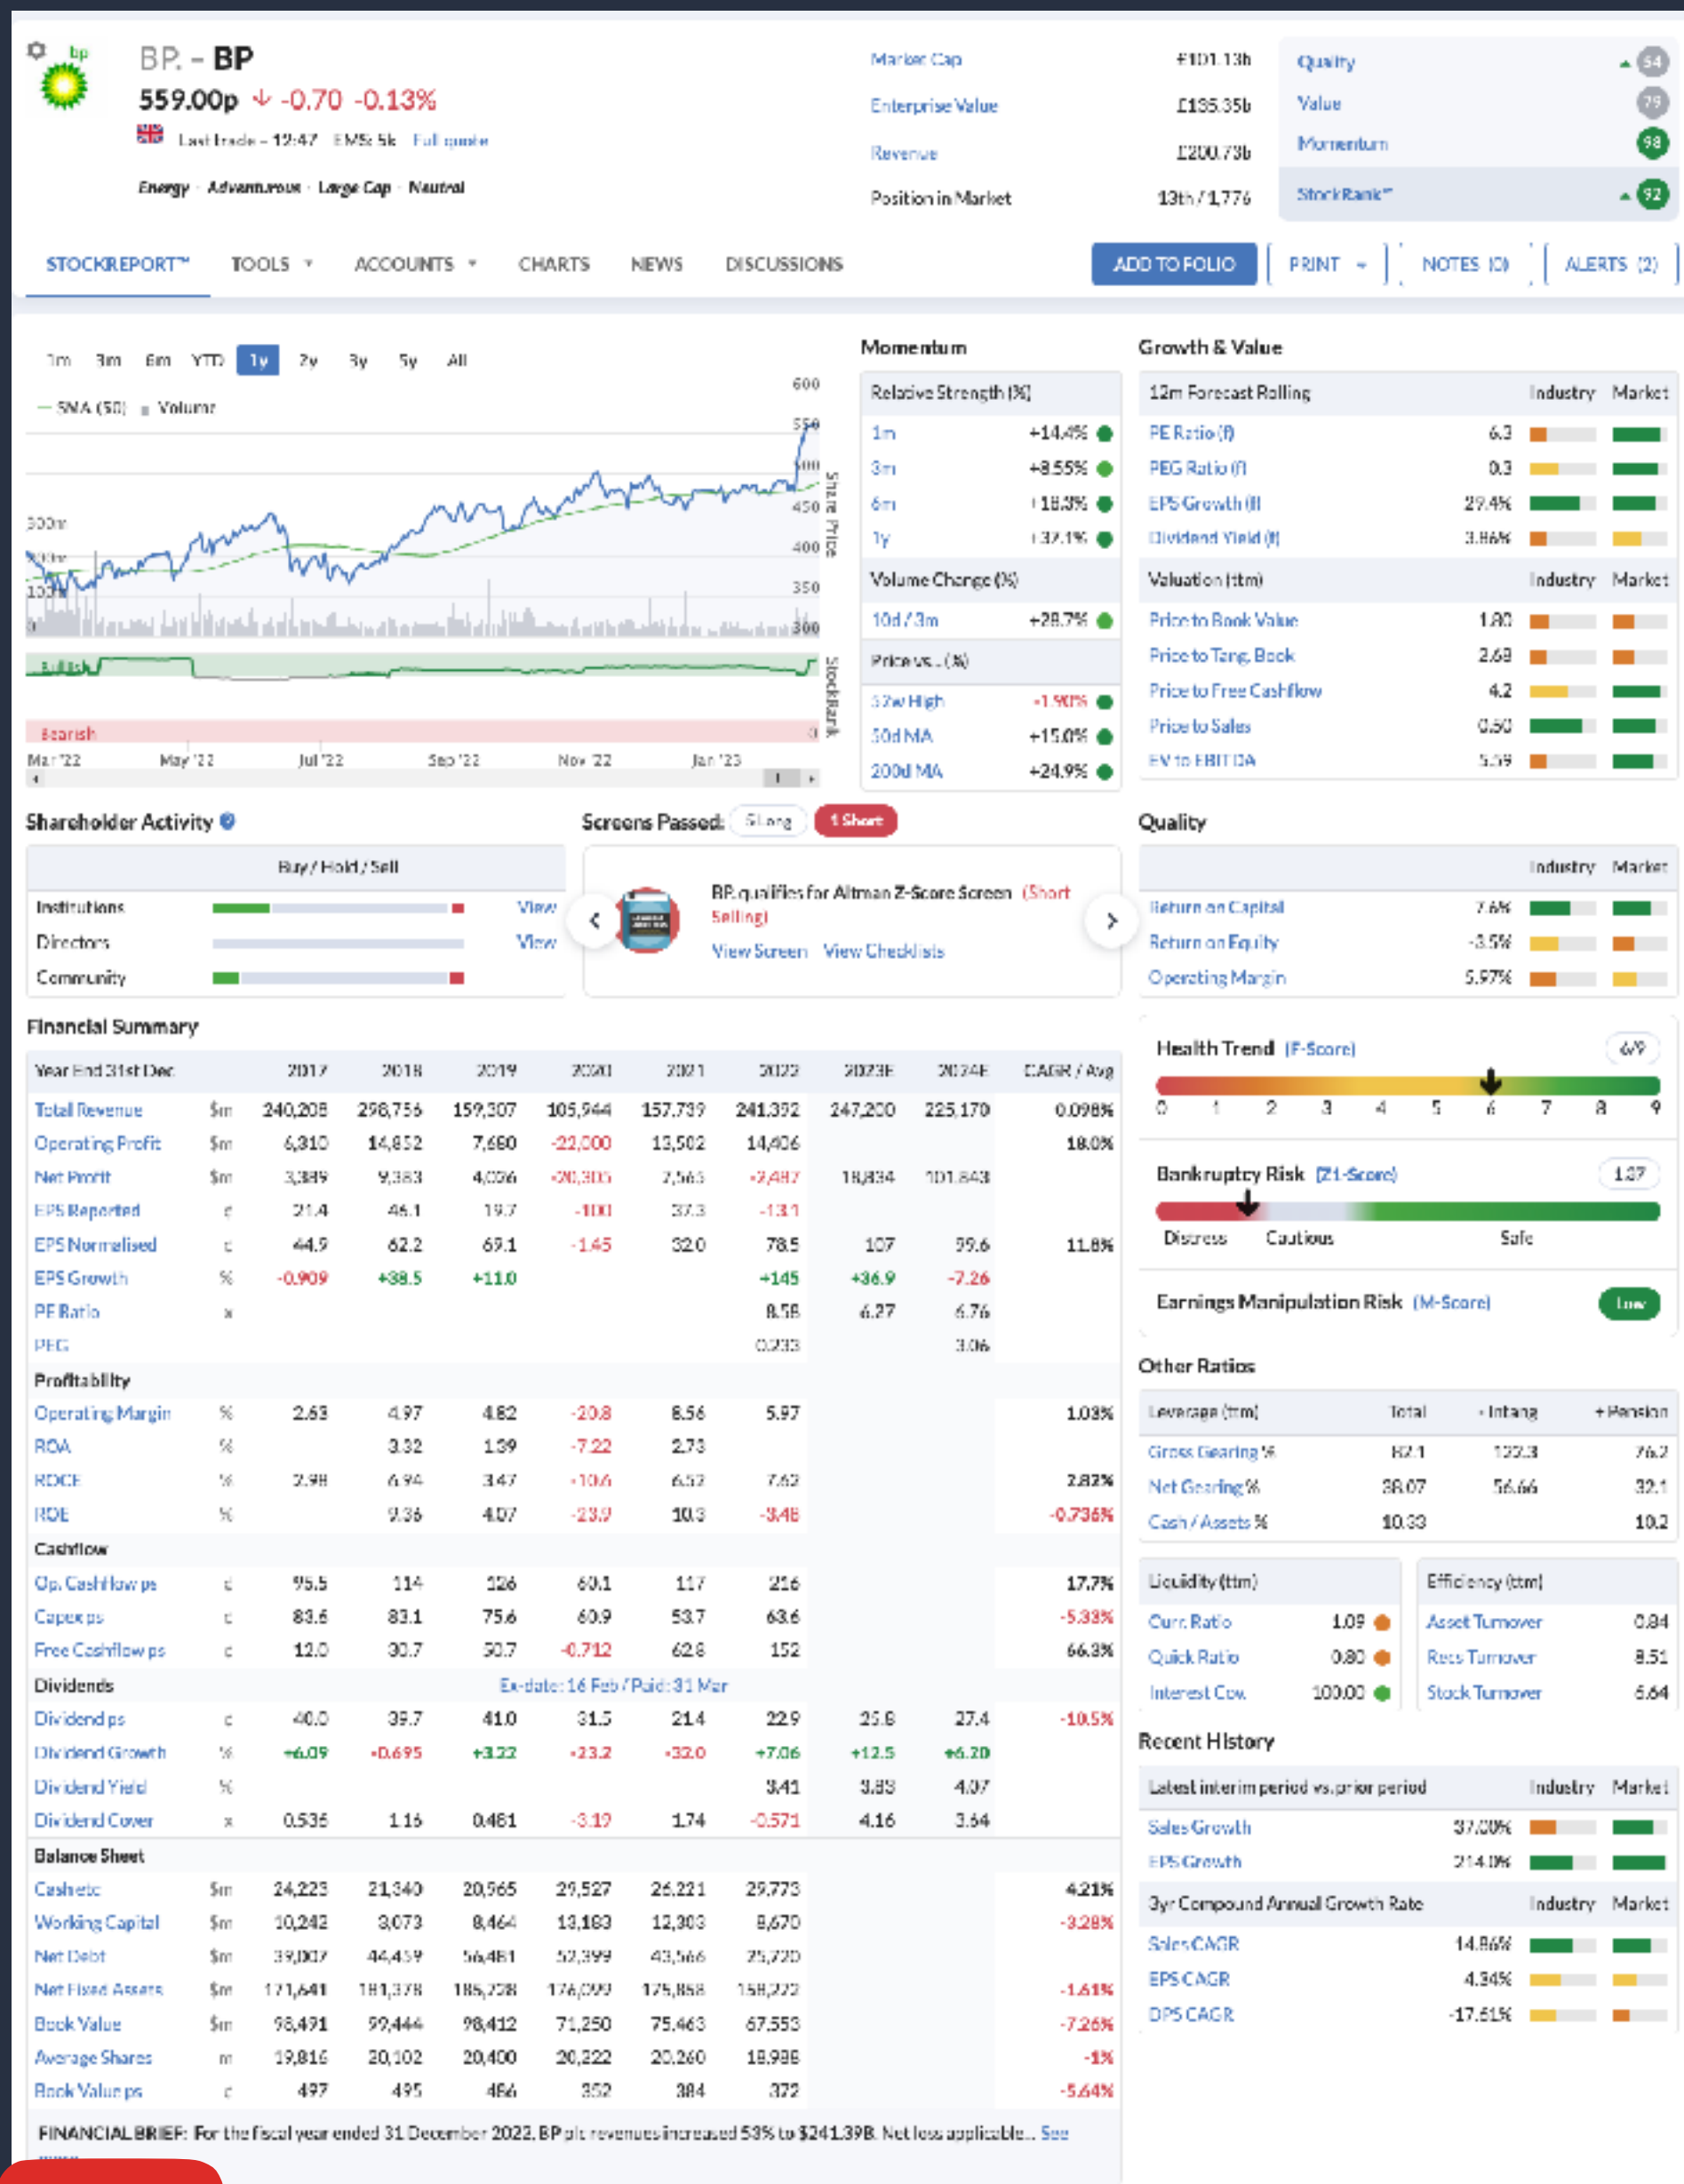 bp
BP. - BP
559.00p ↓ -0.70 -0.13%
Last trade - 12:47 EMS: 5k Full quote
Energy · Adventurous · Large Cap · Neutral
Market Cap £101.13b
Enterprise Value £135.35b
Revenue £200.73b
Position in Market 13th / 1,776
Quality 54
Value 79
Momentum 98
StockRank™ 92
STOCKREPORT™ TOOLS ACCOUNTS CHARTS NEWS DISCUSSIONS
ADD TO FOLIO PRINT NOTES (0) ALERTS (2)
1m 3m 6m YTD 1y 2y 3y 5y All
SMA (50) Volume
600
550
500
450
400
350
300
300m
200m
100m
0
Share Price
Bullish
StockRank
Bearish 0
Mar '22 May '22 Jul '22 Sep '22 Nov '22 Jan '23
Momentum
Relative Strength (%)
1m +14.4%
3m +8.55%
6m +18.3%
1y +37.1%
Volume Change (%)
10d / 3m +28.7%
Price vs... (%)
52w High -1.90%
50d MA +15.0%
200d MA +24.9%
Growth & Value
12m Forecast Rolling Industry Market
PE Ratio (f) 6.3
PEG Ratio (f) 0.3
EPS Growth (f) 29.4%
Dividend Yield (f) 3.86%
Valuation (ttm) Industry Market
Price to Book Value 1.80
Price to Tang. Book 2.68
Price to Free Cashflow 4.2
Price to Sales 0.50
EV to EBITDA 5.59
Shareholder Activity
Buy / Hold / Sell
Institutions View
Directors View
Community
Screens Passed: 5 Long 1 Short
BP. qualifies for Altman Z-Score Screen (Short
Selling)
View Screen View Checklists
Quality
Industry Market
Return on Capital 7.6%
Return on Equity -3.5%
Operating Margin 5.97%
Financial Summary
Year End 31st Dec 2017 2018 2019 2020 2021 2022 2023E 2024E CAGR / Avg
Total Revenue $m 240,208 298,756 159,307 105,944 157,739 241,392 247,200 225,170 0.098%
Operating Profit $m 6,310 14,852 7,680 -22,000 13,502 14,406 18.0%
Net Profit $m 3,389 9,383 4,026 -20,305 7,565 -2,487 18,834 101,843
EPS Reported c 21.4 46.1 19.7 -100 37.3 -13.1
EPS Normalised c 44.9 62.2 69.1 -1.45 32.0 78.5 107 99.6 11.8%
EPS Growth % -0.909 +38.5 +11.0 +145 +36.9 -7.26
PE Ratio x 8.58 6.27 6.76
PEG 0.233 3.06
Profitability
Operating Margin % 2.63 4.97 4.82 -20.8 8.56 5.97 1.03%
ROA % 3.32 1.39 -7.22 2.73
ROCE % 2.98 6.94 3.47 -10.6 6.52 7.62 2.82%
ROE % 9.36 4.07 -23.9 10.3 -3.48 -0.736%
Cashflow
Op. Cashflow ps c 95.5 114 126 60.1 117 216 17.7%
Capex ps c 83.6 83.1 75.6 60.9 53.7 63.6 -5.33%
Free Cashflow ps c 12.0 30.7 50.7 -0.712 62.8 152 66.3%
Dividends Ex-date: 16 Feb / Paid: 31 Mar
Dividend ps c 40.0 39.7 41.0 31.5 21.4 22.9 25.8 27.4 -10.5%
Dividend Growth % +6.09 -0.695 +3.22 -23.2 -32.0 +7.06 +12.5 +6.20
Dividend Yield % 3.41 3.83 4.07
Dividend Cover x 0.536 1.16 0.481 -3.19 1.74 -0.571 4.16 3.64
Balance Sheet
Cash etc $m 24,223 21,340 20,965 29,527 26,221 29,773 4.21%
Working Capital $m 10,242 3,073 8,464 13,183 12,303 8,670 -3.28%
Net Debt $m 39,007 44,459 56,481 52,399 43,566 25,720
Net Fixed Assets $m 171,641 181,378 185,728 176,099 175,858 158,222 -1.61%
Book Value $m 98,491 99,444 98,412 71,250 75,463 67,553 -7.26%
Average Shares m 19,816 20,102 20,400 20,222 20,260 18,988 -1%
Book Value ps c 497 495 486 352 384 372 -5.64%
FINANCIAL BRIEF: For the fiscal year ended 31 December 2022, BP plc revenues increased 53% to $241.39B. Net loss applicable... See
Health Trend (F-Score) 6/9
0 1 2 3 4 5 6 7 8 9
Bankruptcy Risk (Z1-Score) 1.37
Distress Cautious Safe
Earnings Manipulation Risk (M-Score) Low
Other Ratios
Leverage (ttm) Total - Intang + Pension
Gross Gearing % 82.1 122.3 76.2
Net Gearing % 38.07 56.66 32.1
Cash / Assets % 10.33 10.2
Liquidity (ttm)
Curr. Ratio 1.09
Quick Ratio 0.80
Interest Cov. 100.00
Efficiency (ttm)
Asset Turnover 0.84
Recs Turnover 8.51
Stock Turnover 6.64
Recent History
Latest interim period vs. prior period Industry Market
Sales Growth 37.00%
EPS Growth 214.0%
3yr Compound Annual Growth Rate Industry Market
Sales CAGR 14.86%
EPS CAGR 4.34%
DPS CAGR -17.61%